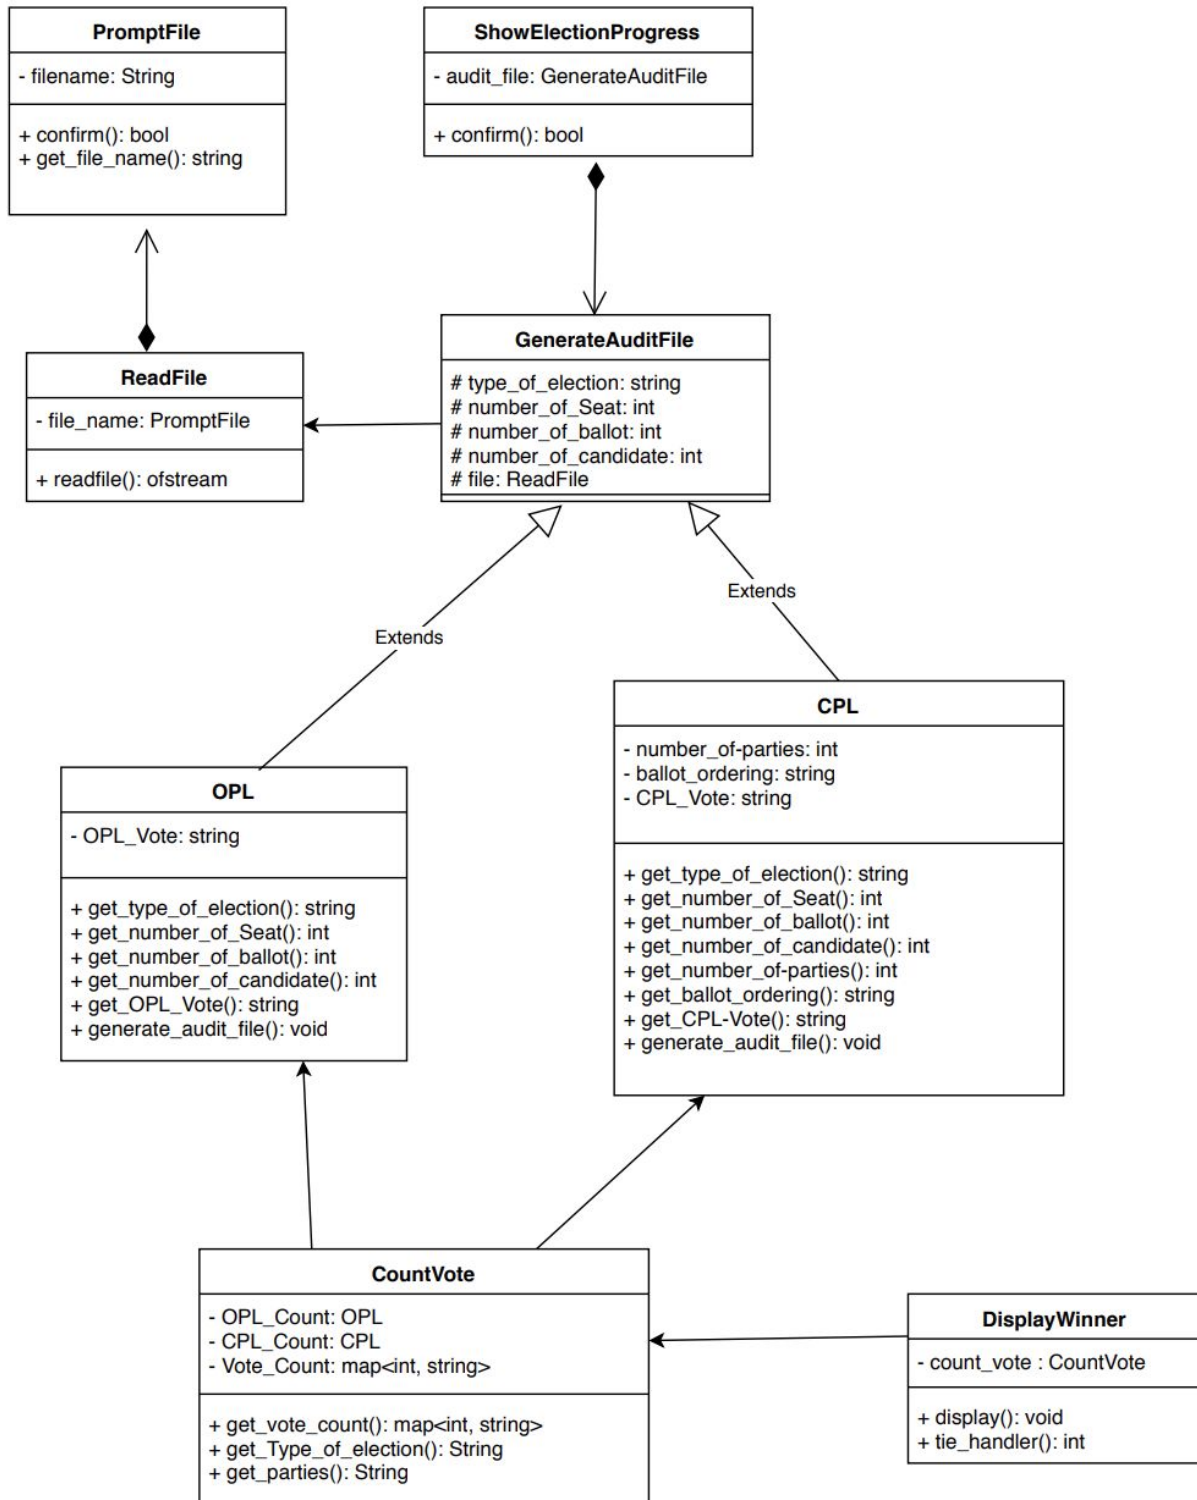 PromptFile
- filename: String
+ confirm(): bool
+ get_file_name(): string
ShowElectionProgress
- audit_file: GenerateAuditFile
+ confirm(): bool
ReadFile
- file_name: PromptFile
+ readfile(): ofstream
GenerateAuditFile
# type_of_election: string
# number_of_Seat: int
# number_of_ballot: int
# number_of_candidate: int
# file: ReadFile
Extends
Extends
OPL
- OPL_Vote: string
+ get_type_of_election(): string
+ get_number_of_Seat(): int
+ get_number_of_ballot(): int
+ get_number_of_candidate(): int
+ get_OPL_Vote(): string
+ generate_audit_file(): void
CPL
- number_of-parties: int
- ballot_ordering: string
- CPL_Vote: string
+ get_type_of_election(): string
+ get_number_of_Seat(): int
+ get_number_of_ballot(): int
+ get_number_of_candidate(): int
+ get_number_of-parties(): int
+ get_ballot_ordering(): string
+ get_CPL-Vote(): string
+ generate_audit_file(): void
CountVote
- OPL_Count: OPL
- CPL_Count: CPL
- Vote_Count: map<int, string>
+ get_vote_count(): map<int, string>
+ get_Type_of_election(): String
+ get_parties(): String
DisplayWinner
- count_vote : CountVote
+ display(): void
+ tie_handler(): int